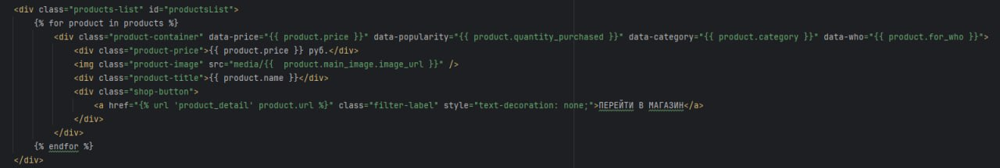 <div class="products-list" id="productsList">
    {% for product in products %}
        <div class="product-container" data-price="{{ product.price }}" data-popularity="{{ product.quantity_purchased }}" data-category="{{ product.category }}" data-who="{{ product.for_who }}">
            <div class="product-price">{{ product.price }} руб.</div>
            <img class="product-image" src="media/{{  product.main_image.image_url }}" />
            <div class="product-title">{{ product.name }}</div>
            <div class="shop-button">
                <a href="{% url 'product_detail' product.url %}" class="filter-label" style="text-decoration: none;">ПЕРЕЙТИ В МАГАЗИН</a>
            </div>
        </div>
    {% endfor %}
</div>